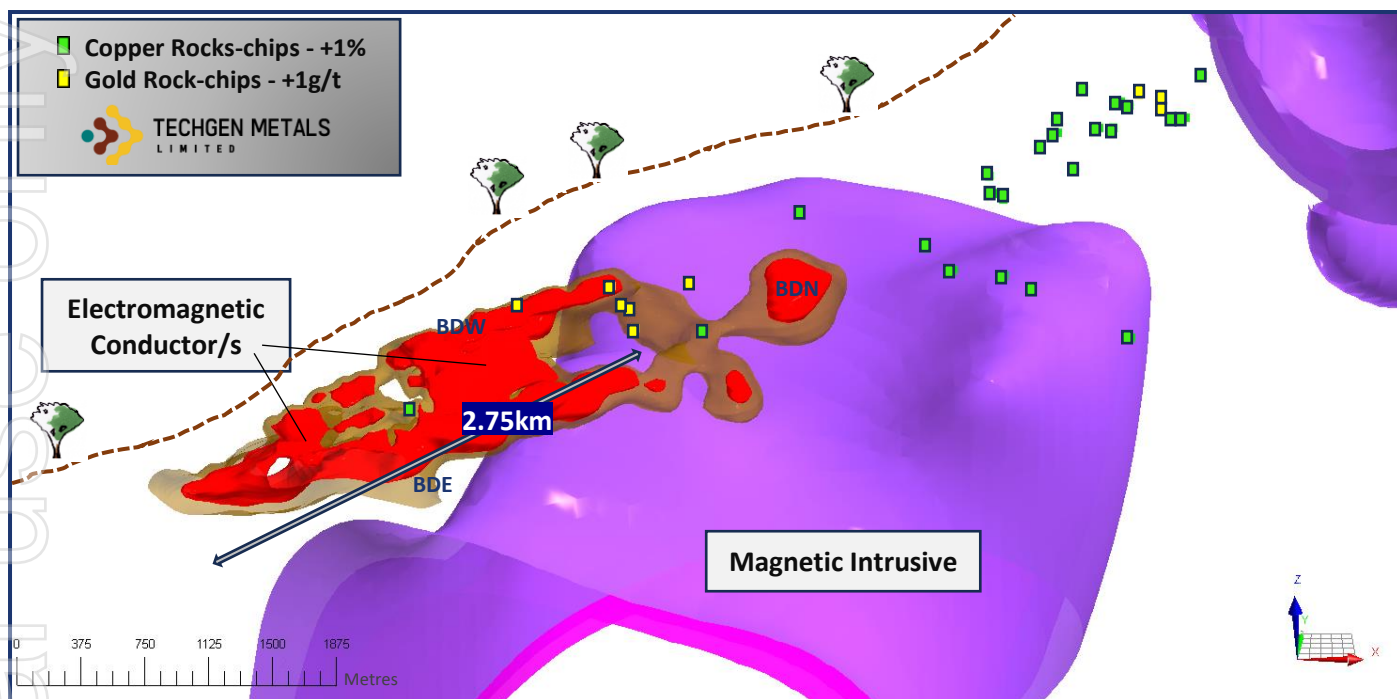 Copper Rocks-chips - +1%
Gold Rock-chips - +1g/t
TECHGEN METALS
LIMITED
Electromagnetic
Conductor/s
BDW
BDN
2.75km
BDE
Magnetic Intrusive
0 375 750 1125 1500 1875
Metres
Z
Y
X